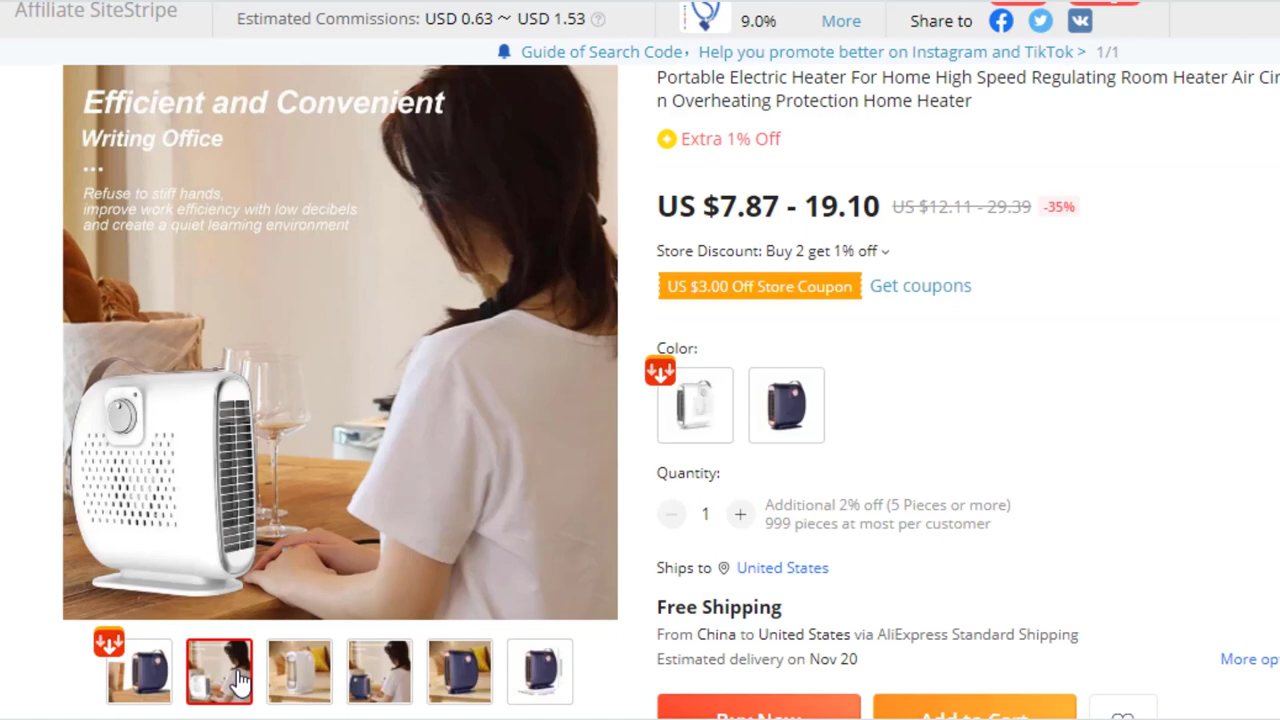 Affiliate SiteStripe
Estimated Commissions: USD 0.63 ~ USD 1.53
9.0% More
Share to
Guide of Search Code, Help you promote better on Instagram and TikTok > 1/1
Efficient and Convenient
Writing Office
...
Refuse to stiff hands,
improve work efficiency with low decibels
and create a quiet learning environment
Portable Electric Heater For Home High Speed Regulating Room Heater Air Cir
n Overheating Protection Home Heater
Extra 1% Off
US $7.87 - 19.10 US $12.11 - 29.39 -35%
Store Discount: Buy 2 get 1% off
US $3.00 Off Store Coupon Get coupons
Color:
Quantity:
1
Additional 2% off (5 Pieces or more)
999 pieces at most per customer
Ships to United States
Free Shipping
From China to United States via AliExpress Standard Shipping
Estimated delivery on Nov 20
More op
Buy Now Add to Cart